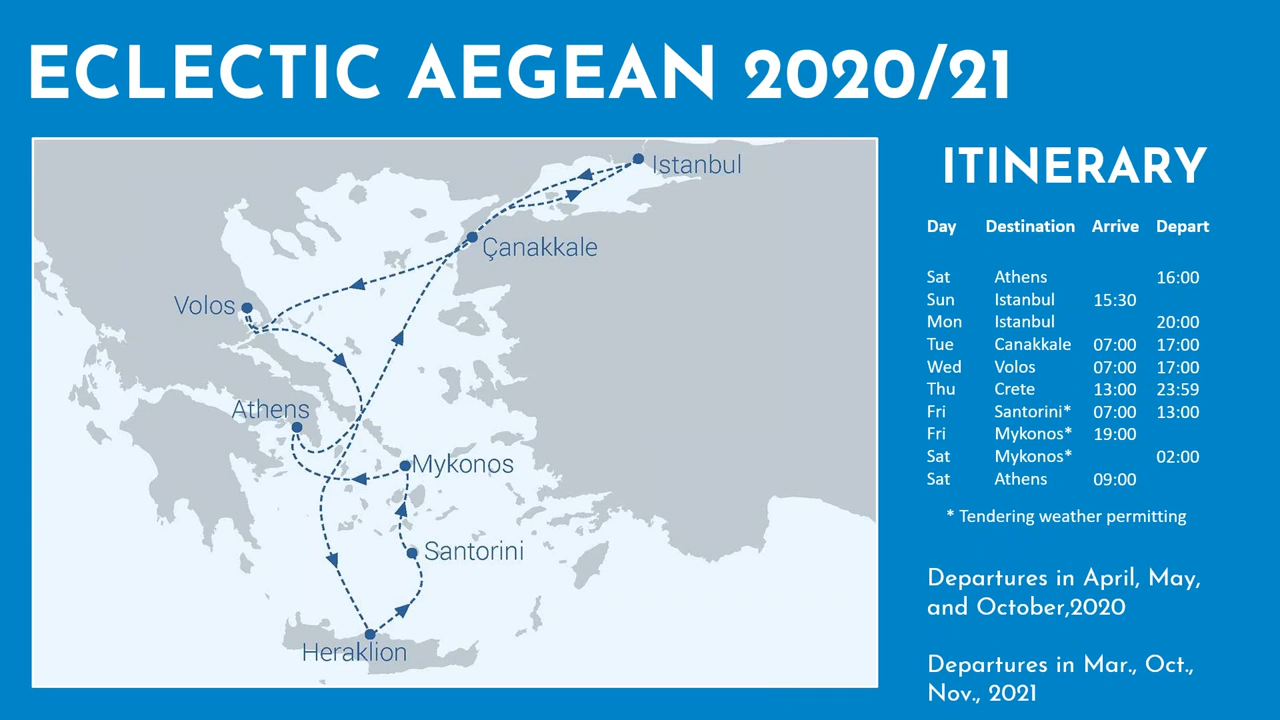 ECLECTIC AEGEAN 2020/21
Istanbul
Çanakkale
Volos
Athens
Mykonos
Santorini
Heraklion
ITINERARY
Day Destination Arrive Depart
Sat Athens 16:00
Sun Istanbul 15:30
Mon Istanbul 20:00
Tue Canakkale 07:00 17:00
Wed Volos 07:00 17:00
Thu Crete 13:00 23:59
Fri Santorini* 07:00 13:00
Fri Mykonos* 19:00
Sat Mykonos* 02:00
Sat Athens 09:00
* Tendering weather permitting
Departures in April, May,
and October,2020
Departures in Mar., Oct.,
Nov., 2021